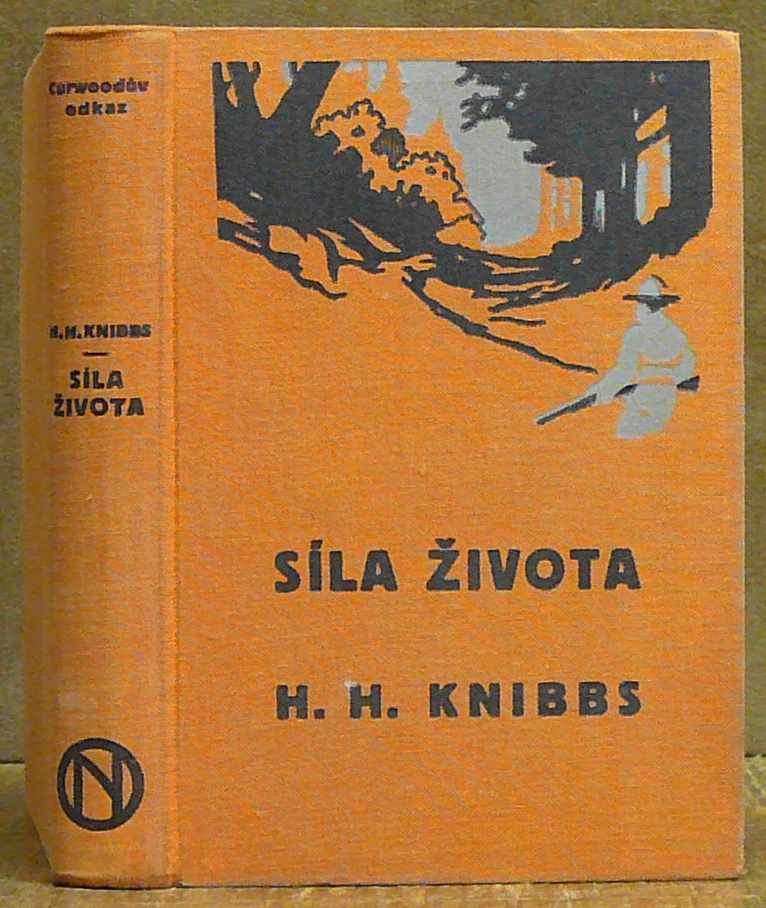 Curwoodův
odkaz
H.H.KNIBBS
SÍLA
ŽIVOTA
N
SÍLA ŽIVOTA
H. H. KNIBBS